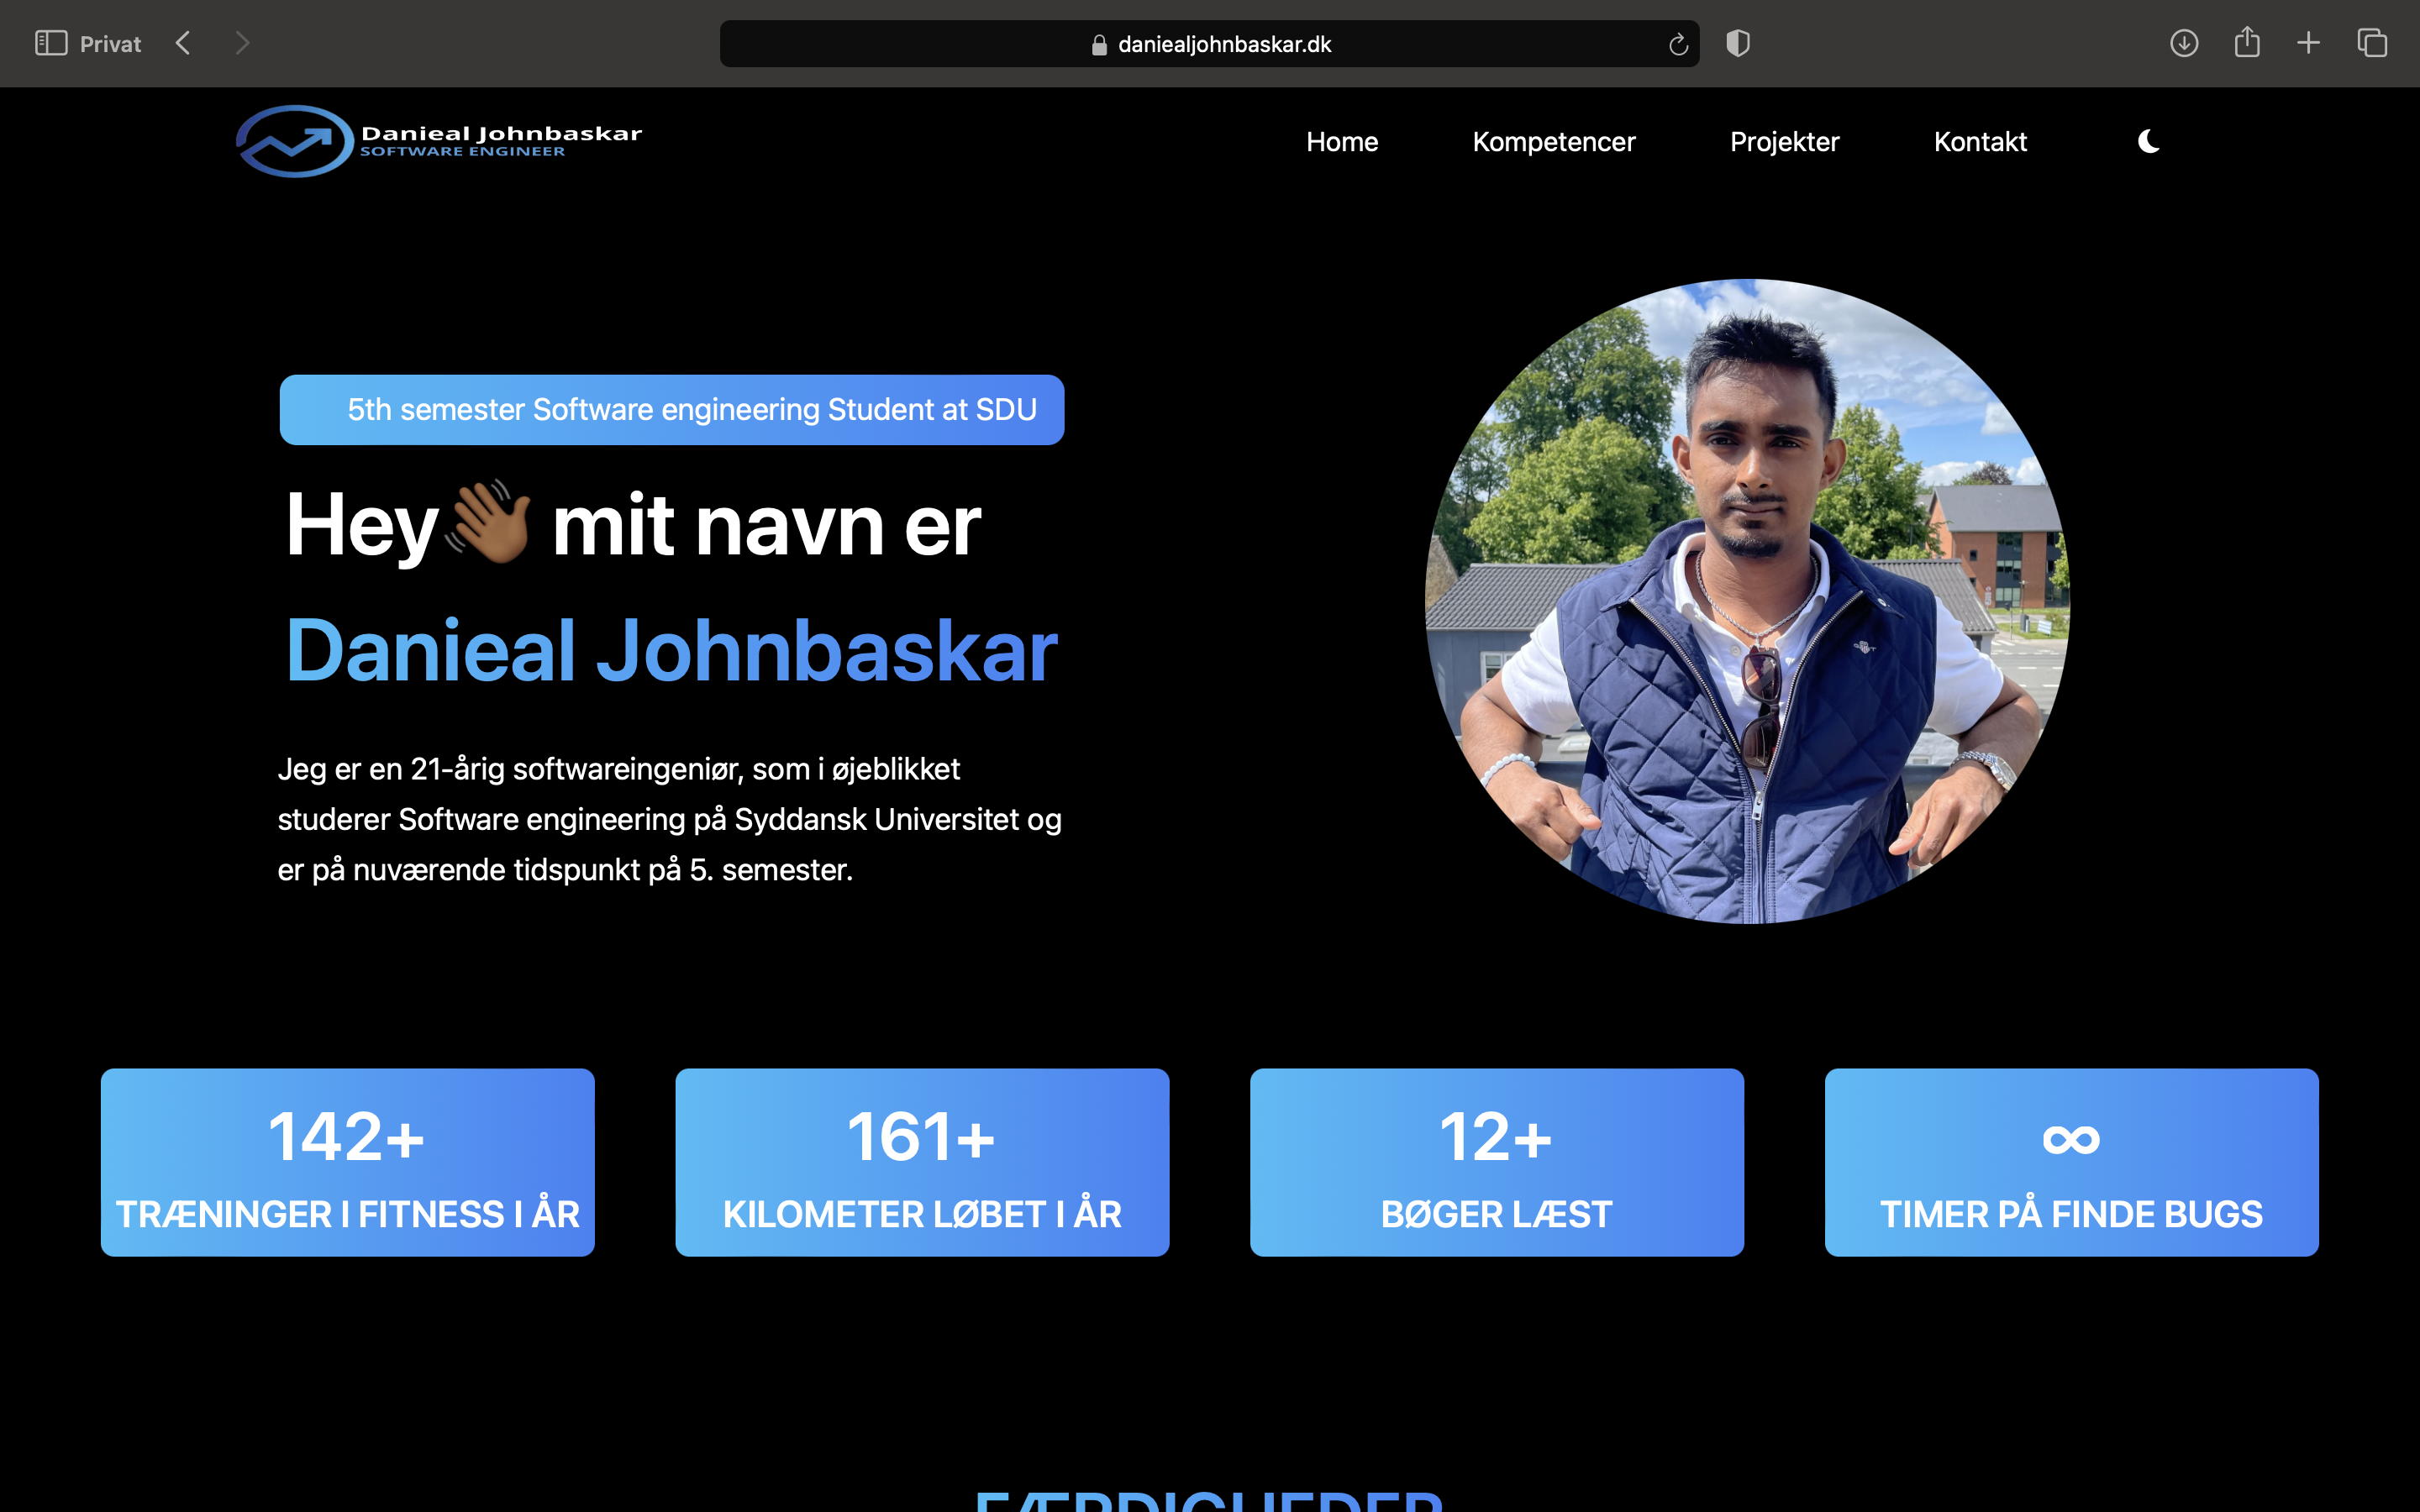 Privat
daniealjohnbaskar.dk
Danieal Johnbaskar
SOFTWARE ENGINEER
Home
Kompetencer
Projekter
Kontakt
5th semester Software engineering Student at SDU
Hey👋🏾 mit navn er
Danieal Johnbaskar
Jeg er en 21-årig softwareingeniør, som i øjeblikket
studerer Software engineering på Syddansk Universitet og
er på nuværende tidspunkt på 5. semester.
142+
TRÆNINGER I FITNESS I ÅR
161+
KILOMETER LØBET I ÅR
12+
BØGER LÆST
∞
TIMER PÅ FINDE BUGS
FÆRDIGHEDER